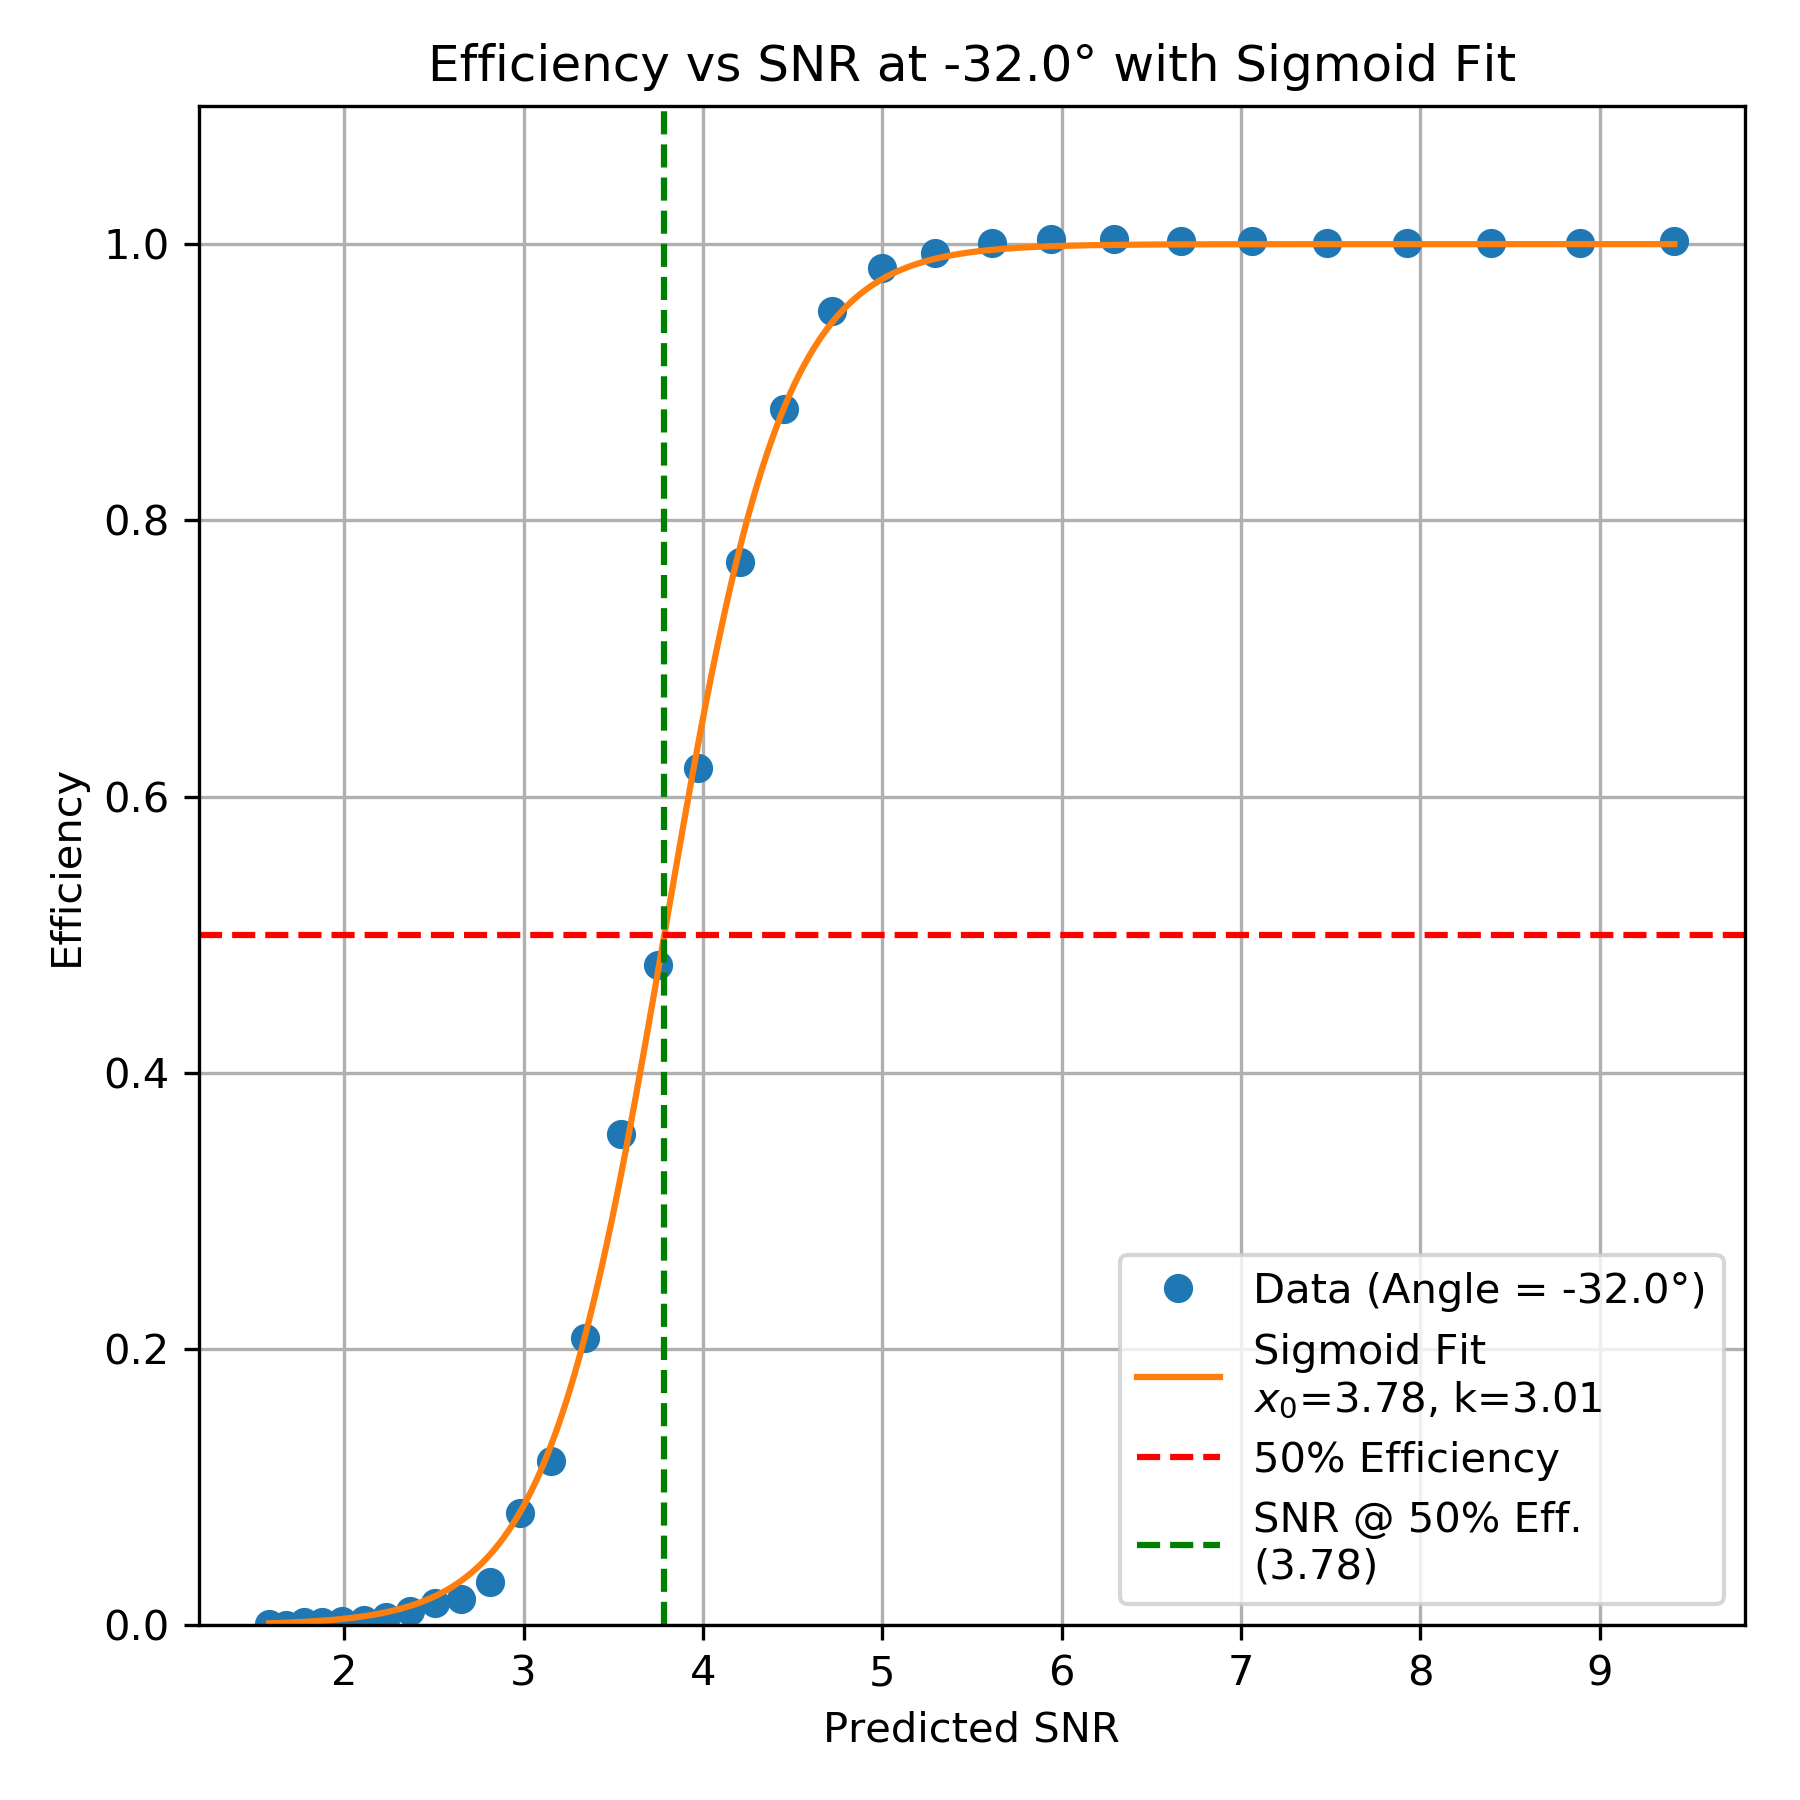 Efficiency vs SNR at -32.0° with Sigmoid Fit
1.0
0.8
0.6
0.4
0.2
0.0
Efficiency
2 3 4 5 6 7 8 9
Predicted SNR
Data (Angle = -32.0°)
Sigmoid Fit
x₀=3.78, k=3.01
50% Efficiency
SNR @ 50% Eff.
(3.78)